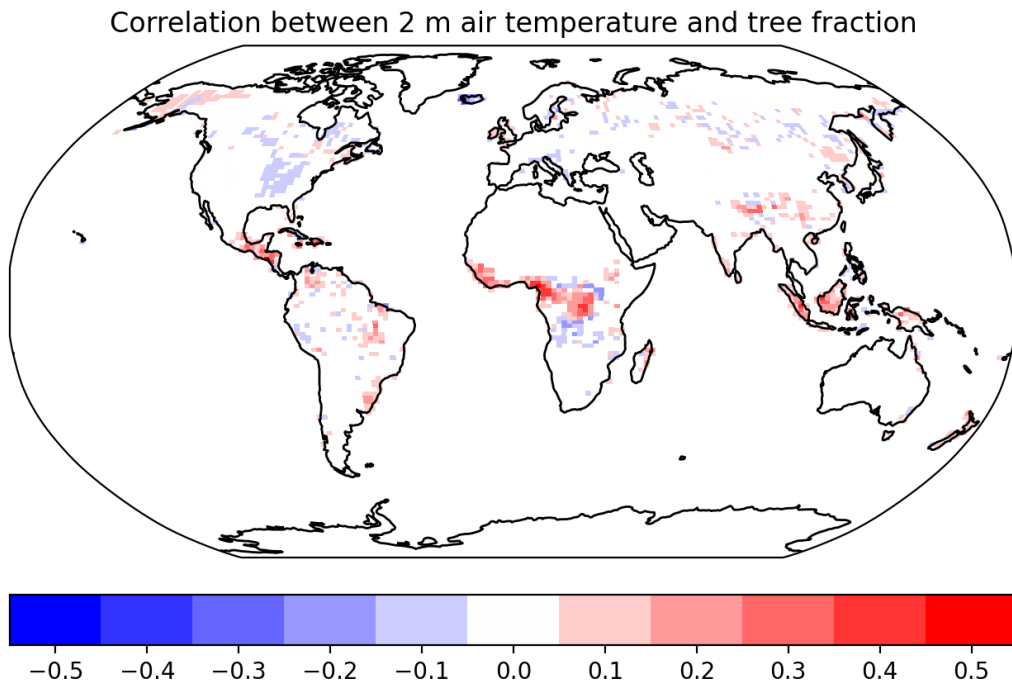 Correlation between 2 m air temperature and tree fraction
−0.5 −0.4 −0.3 −0.2 −0.1 0.0 0.1 0.2 0.3 0.4 0.5